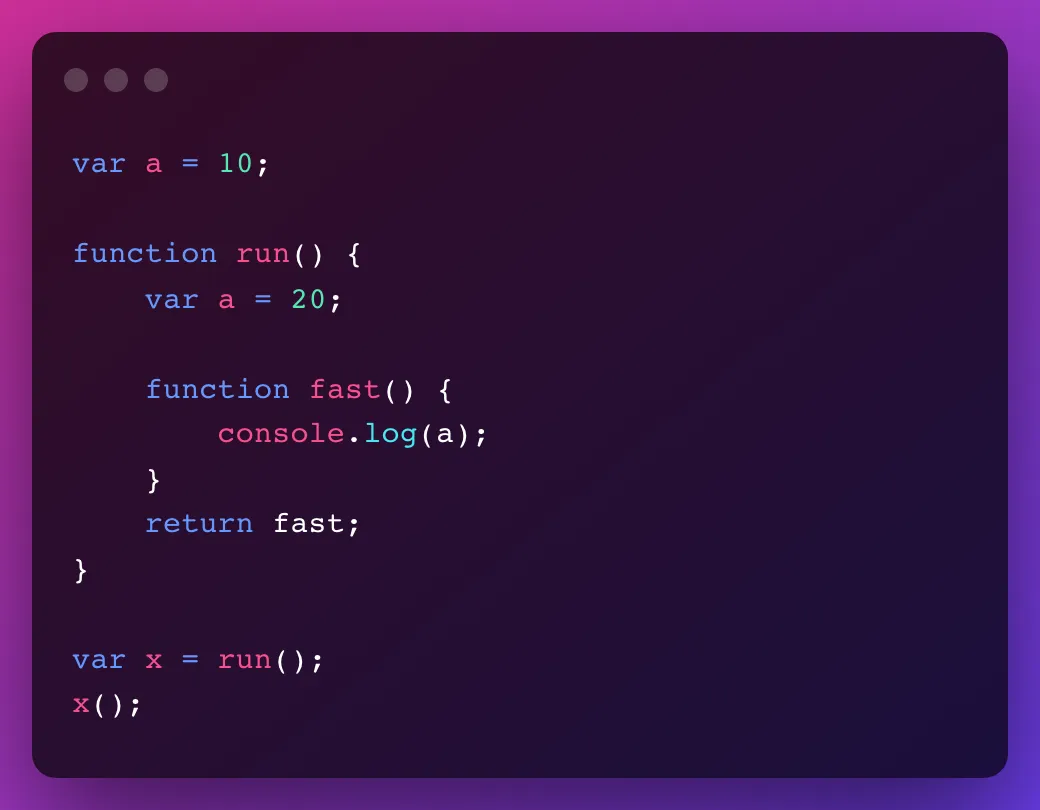 var a = 10;
function run() {
    var a = 20;
    function fast() {
        console.log(a);
    }
    return fast;
}
var x = run();
x();